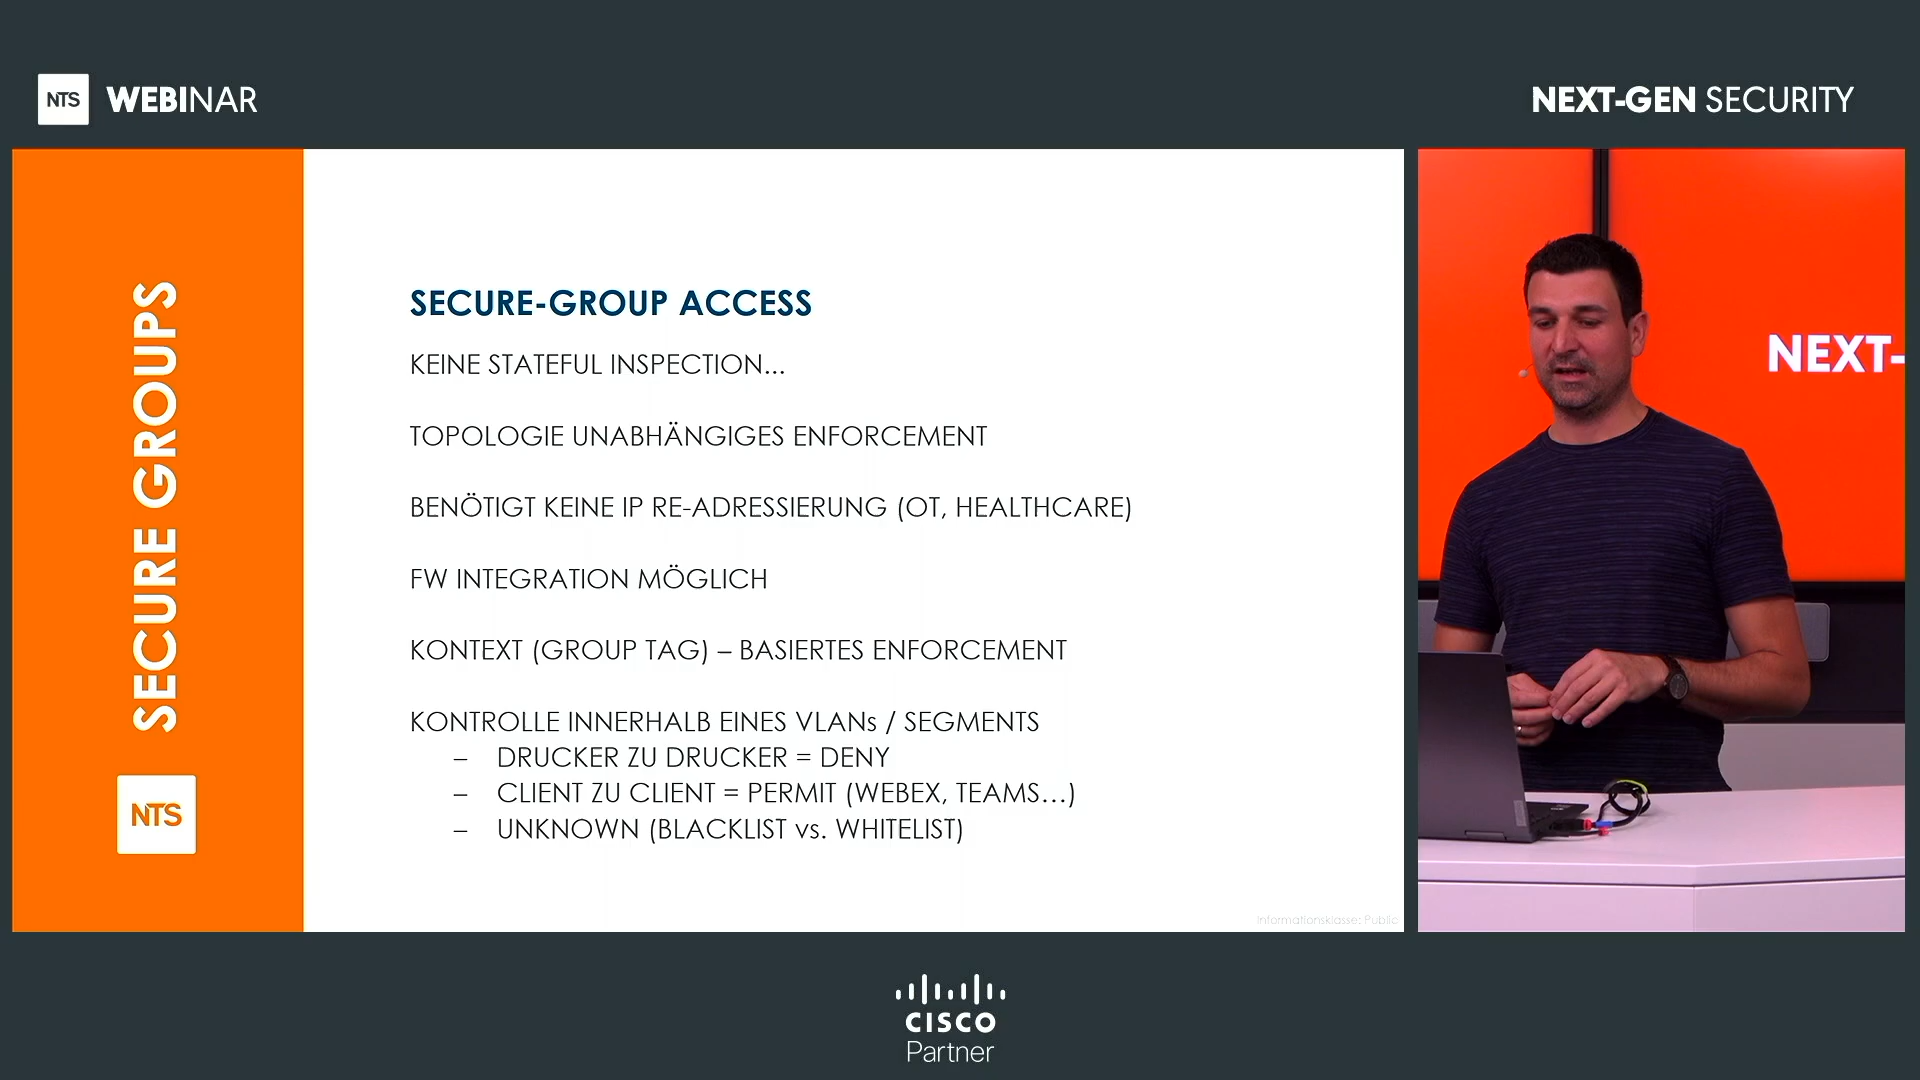 NTS WEBINAR
NEXT-GEN SECURITY
SECURE GROUPS
NTS
SECURE-GROUP ACCESS
KEINE STATEFUL INSPECTION...
TOPOLOGIE UNABHÄNGIGES ENFORCEMENT
BENÖTIGT KEINE IP RE-ADRESSIERUNG (OT, HEALTHCARE)
FW INTEGRATION MÖGLICH
KONTEXT (GROUP TAG) – BASIERTES ENFORCEMENT
KONTROLLE INNERHALB EINES VLANs / SEGMENTS
– DRUCKER ZU DRUCKER = DENY
– CLIENT ZU CLIENT = PERMIT (WEBEX, TEAMS…)
– UNKNOWN (BLACKLIST vs. WHITELIST)
Informationsklasse: Public
NEXT-
CISCO
Partner